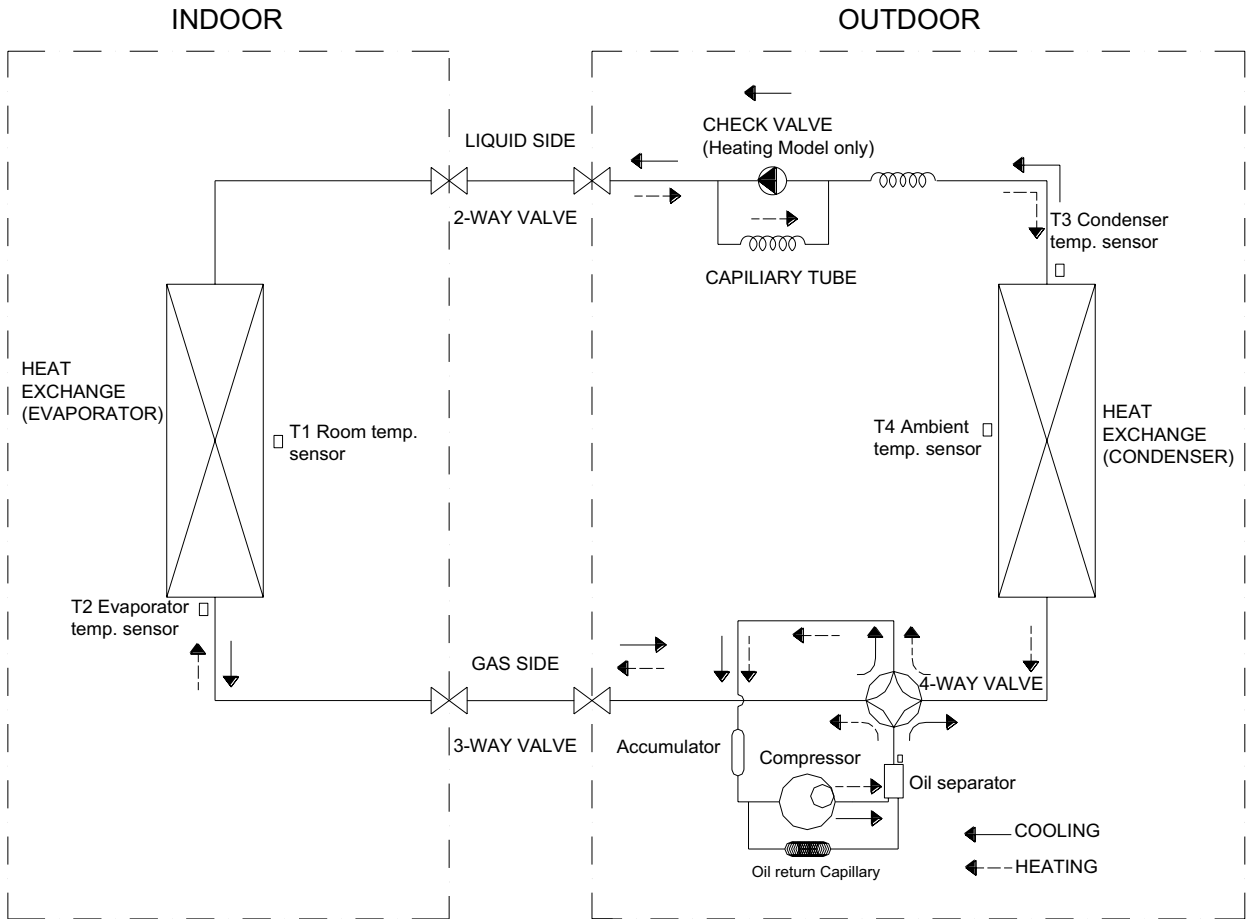 INDOOR
OUTDOOR
LIQUID SIDE
2-WAY VALVE
CHECK VALVE
(Heating Model only)
CAPILIARY TUBE
T3 Condenser
temp. sensor
HEAT
EXCHANGE
(EVAPORATOR)
T1 Room temp.
sensor
T4 Ambient
temp. sensor
HEAT
EXCHANGE
(CONDENSER)
T2 Evaporator
temp. sensor
GAS SIDE
3-WAY VALVE
4-WAY VALVE
Accumulator
Compressor
Oil separator
Oil return Capillary
COOLING
HEATING